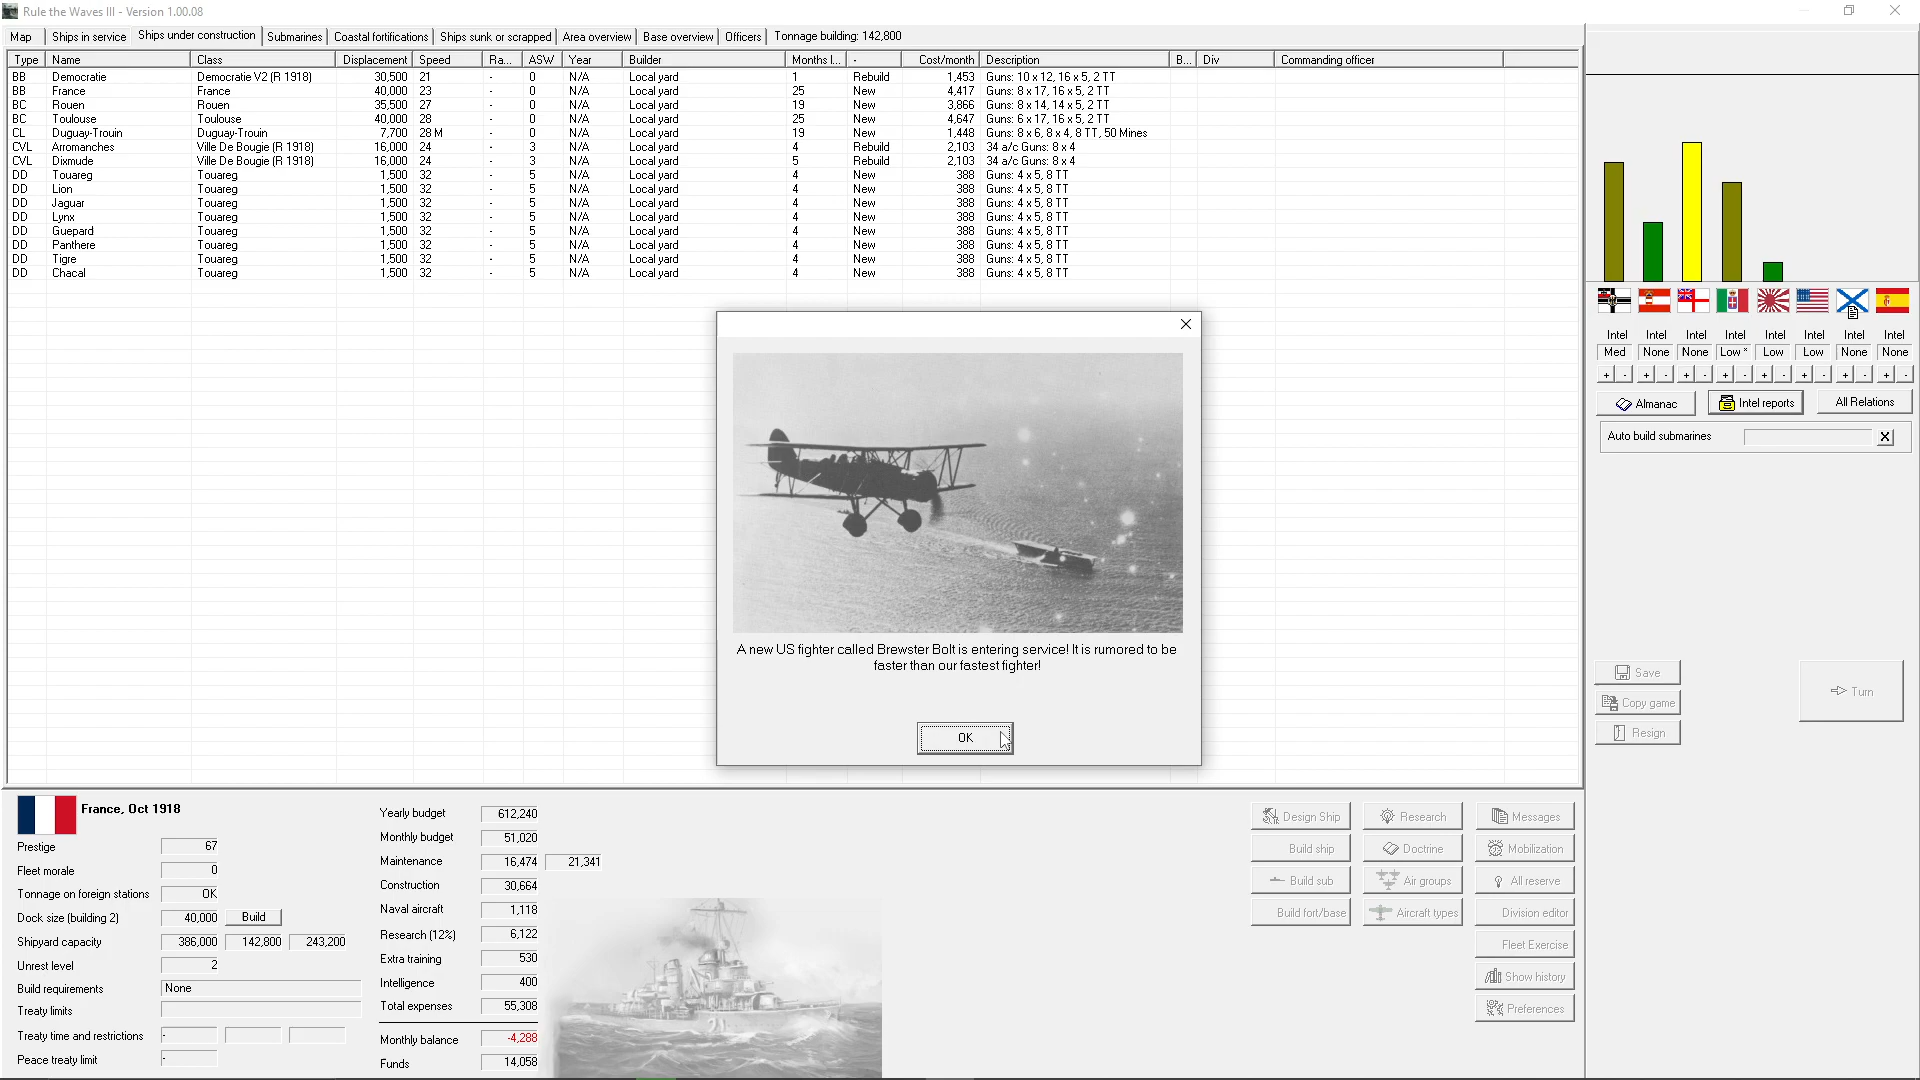 Rule the Waves III - Version 1.00.08
Map Ships in service Ships under construction Submarines Coastal fortifications Ships sunk or scrapped Area overview Base overview Officers Tonnage building: 142,800
Type Name Class Displacement Speed Ra... ASW Year Builder Months l... - Cost/month Description B... Div Commanding officer
BB Democratie Democratie V2 (R 1918) 30,500 21 - 0 N/A Local yard 1 Rebuild 1,453 Guns: 10 x 12, 16 x 5, 2 TT
BB France France 40,000 23 - 0 N/A Local yard 25 New 4,417 Guns: 8 x 17, 16 x 5, 2 TT
BC Rouen Rouen 35,500 27 - 0 N/A Local yard 19 New 3,866 Guns: 8 x 14, 14 x 5, 2 TT
BC Toulouse Toulouse 40,000 28 - 0 N/A Local yard 25 New 4,647 Guns: 6 x 17, 16 x 5, 2 TT
CL Duguay-Trouin Duguay-Trouin 7,700 28 M - 0 N/A Local yard 19 New 1,448 Guns: 8 x 6, 8 x 4, 8 TT, 50 Mines
CVL Arromanches Ville De Bougie (R 1918) 16,000 24 - 3 N/A Local yard 4 Rebuild 2,103 34 a/c Guns: 8 x 4
CVL Dixmude Ville De Bougie (R 1918) 16,000 24 - 3 N/A Local yard 5 Rebuild 2,103 34 a/c Guns: 8 x 4
DD Touareg Touareg 1,500 32 - 5 N/A Local yard 4 New 388 Guns: 4 x 5, 8 TT
DD Lion Touareg 1,500 32 - 5 N/A Local yard 4 New 388 Guns: 4 x 5, 8 TT
DD Jaguar Touareg 1,500 32 - 5 N/A Local yard 4 New 388 Guns: 4 x 5, 8 TT
DD Lynx Touareg 1,500 32 - 5 N/A Local yard 4 New 388 Guns: 4 x 5, 8 TT
DD Guepard Touareg 1,500 32 - 5 N/A Local yard 4 New 388 Guns: 4 x 5, 8 TT
DD Panthere Touareg 1,500 32 - 5 N/A Local yard 4 New 388 Guns: 4 x 5, 8 TT
DD Tigre Touareg 1,500 32 - 5 N/A Local yard 4 New 388 Guns: 4 x 5, 8 TT
DD Chacal Touareg 1,500 32 - 5 N/A Local yard 4 New 388 Guns: 4 x 5, 8 TT
A new US fighter called Brewster Bolt is entering service! It is rumored to be
faster than our fastest fighter!
OK
Intel Intel Intel Intel Intel Intel Intel Intel
Med None None Low * Low Low None None
+ - + - + - + - + - + - + - + -
Almanac Intel reports All Relations
Auto build submarines X
Save
Copy game
Resign
Turn
France, Oct 1918
Prestige 67
Fleet morale 0
Tonnage on foreign stations OK
Dock size (building 2) 40,000 Build
Shipyard capacity 386,000 142,800 243,200
Unrest level 2
Build requirements None
Treaty limits
Treaty time and restrictions -
Peace treaty limit -
Yearly budget 612,240
Monthly budget 51,020
Maintenance 16,474 21,341
Construction 30,664
Naval aircraft 1,118
Research (12%) 6,122
Extra training 530
Intelligence 400
Total expenses 55,308
Monthly balance -4,288
Funds 14,058
Design Ship Research Messages
Build ship Doctrine Mobilization
Build sub Air groups All reserve
Build fort/base Aircraft types Division editor
Fleet Exercise
Show history
Preferences